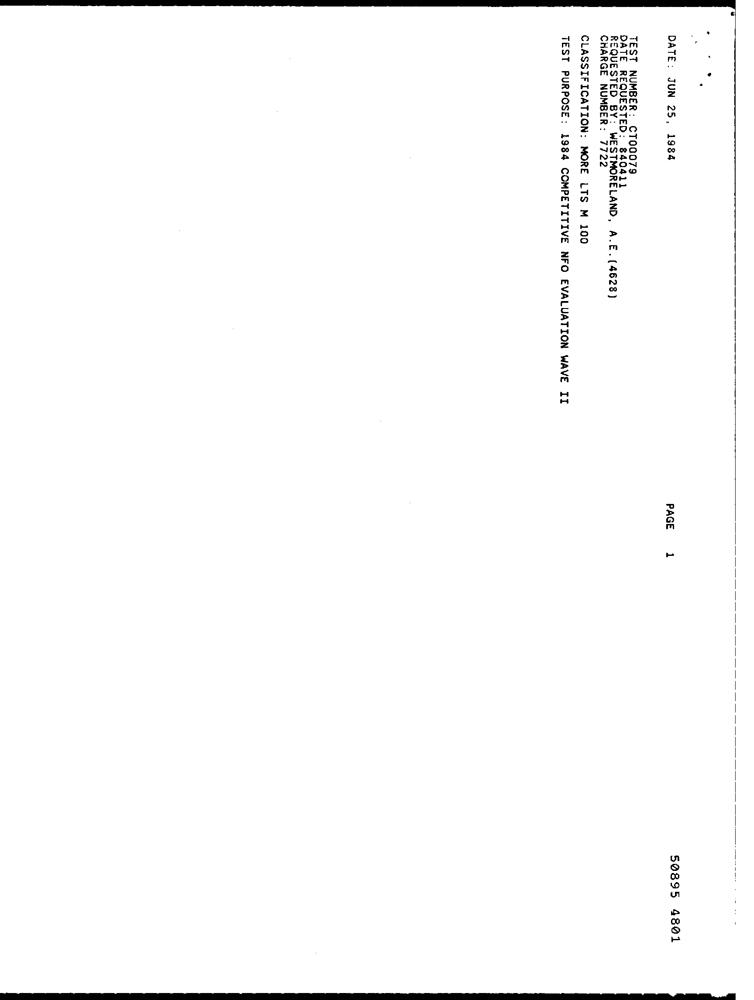 DATE: JUN 25, 1984 PAGE 1 50895 4801
TEST NUMBER: CT00079
DATE REQUESTED: 840411
REQUESTED BY: WESTMORELAND, A.E.(4628)
CHARGE NUMBER: 7722
CLASSIFICATION: MORE LTS M 100
TEST PURPOSE: 1984 COMPETITIVE NFO EVALUATION WAVE II